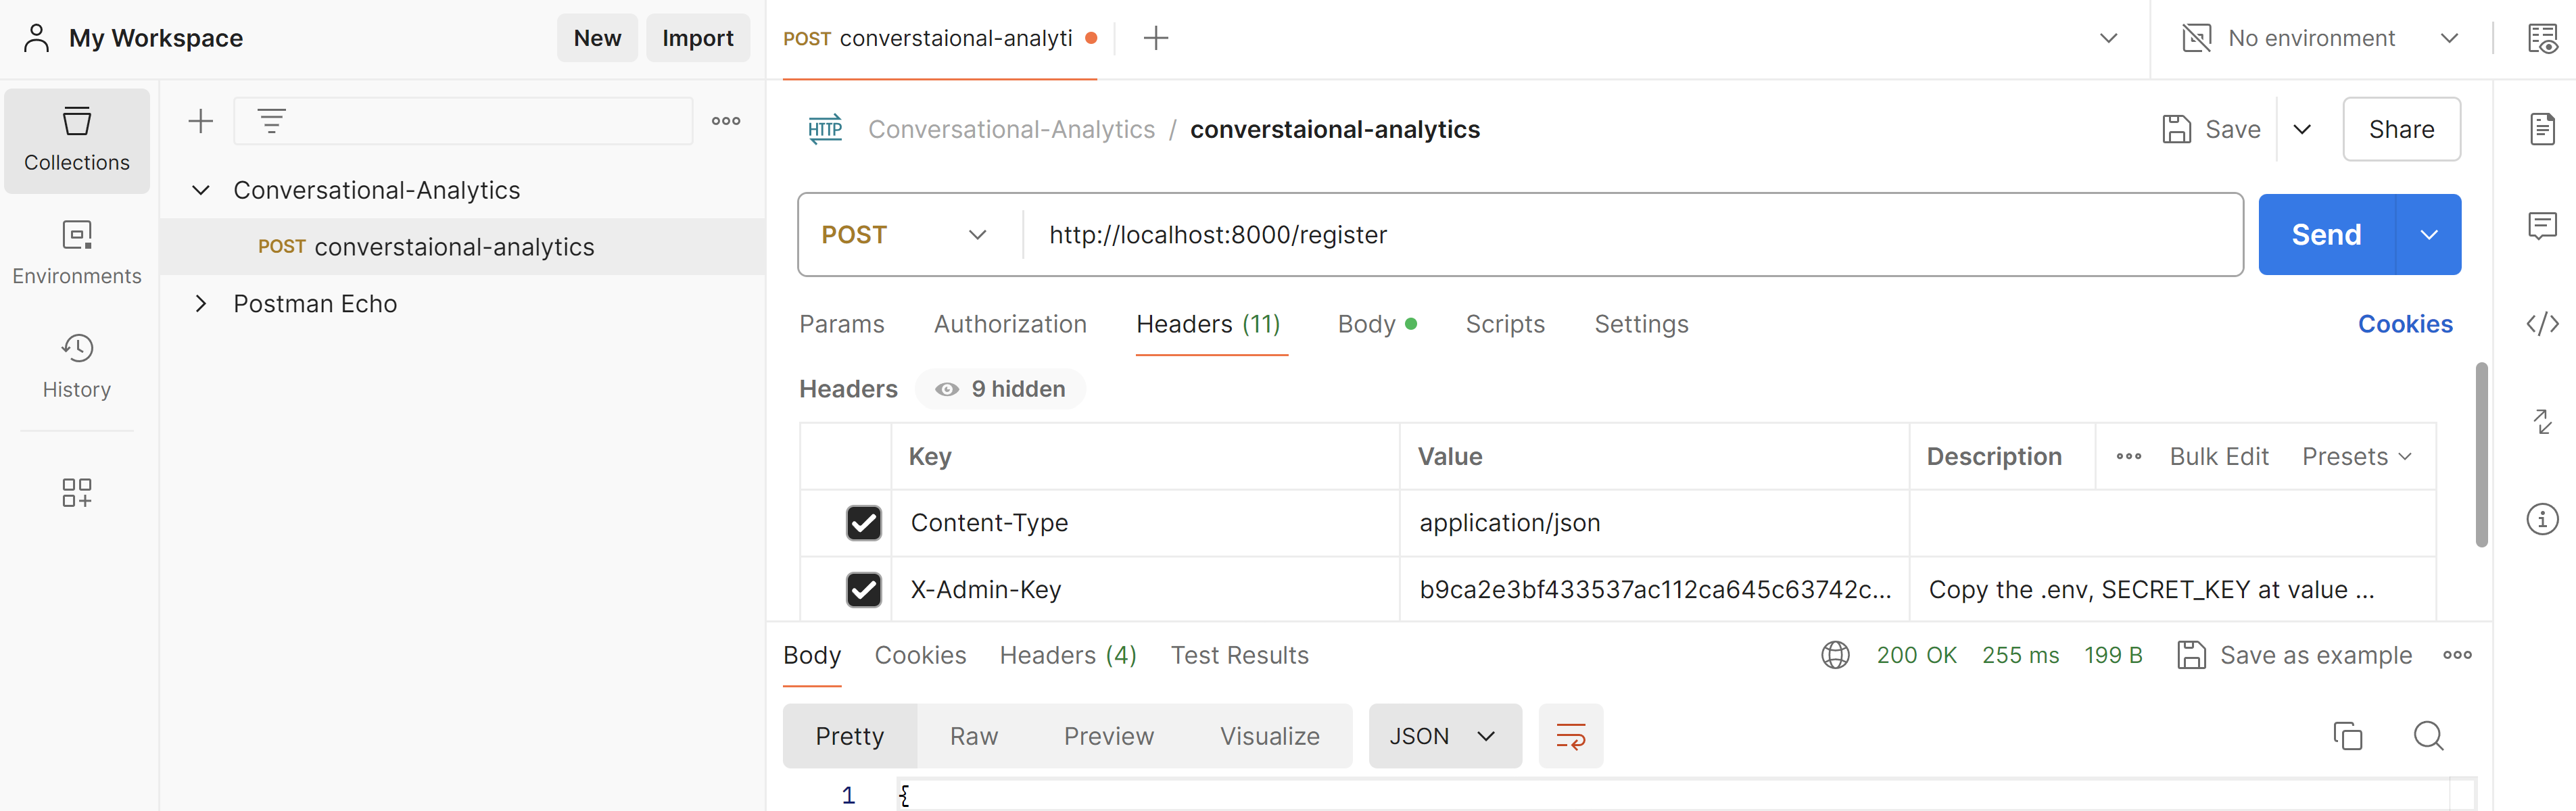 My Workspace
New
Import
POST converstaional-analyti
No environment
Collections
Environments
History
Conversational-Analytics
POST converstaional-analytics
Postman Echo
HTTP
Conversational-Analytics / converstaional-analytics
Save
Share
POST
http://localhost:8000/register
Send
Params Authorization Headers (11) Body Scripts Settings
Cookies
Headers 9 hidden
Key Value Description Bulk Edit Presets
Content-Type application/json
X-Admin-Key b9ca2e3bf433537ac112ca645c63742c... Copy the .env, SECRET_KEY at value ...
Body Cookies Headers (4) Test Results
200 OK 255 ms 199 B Save as example
Pretty Raw Preview Visualize JSON
1 {